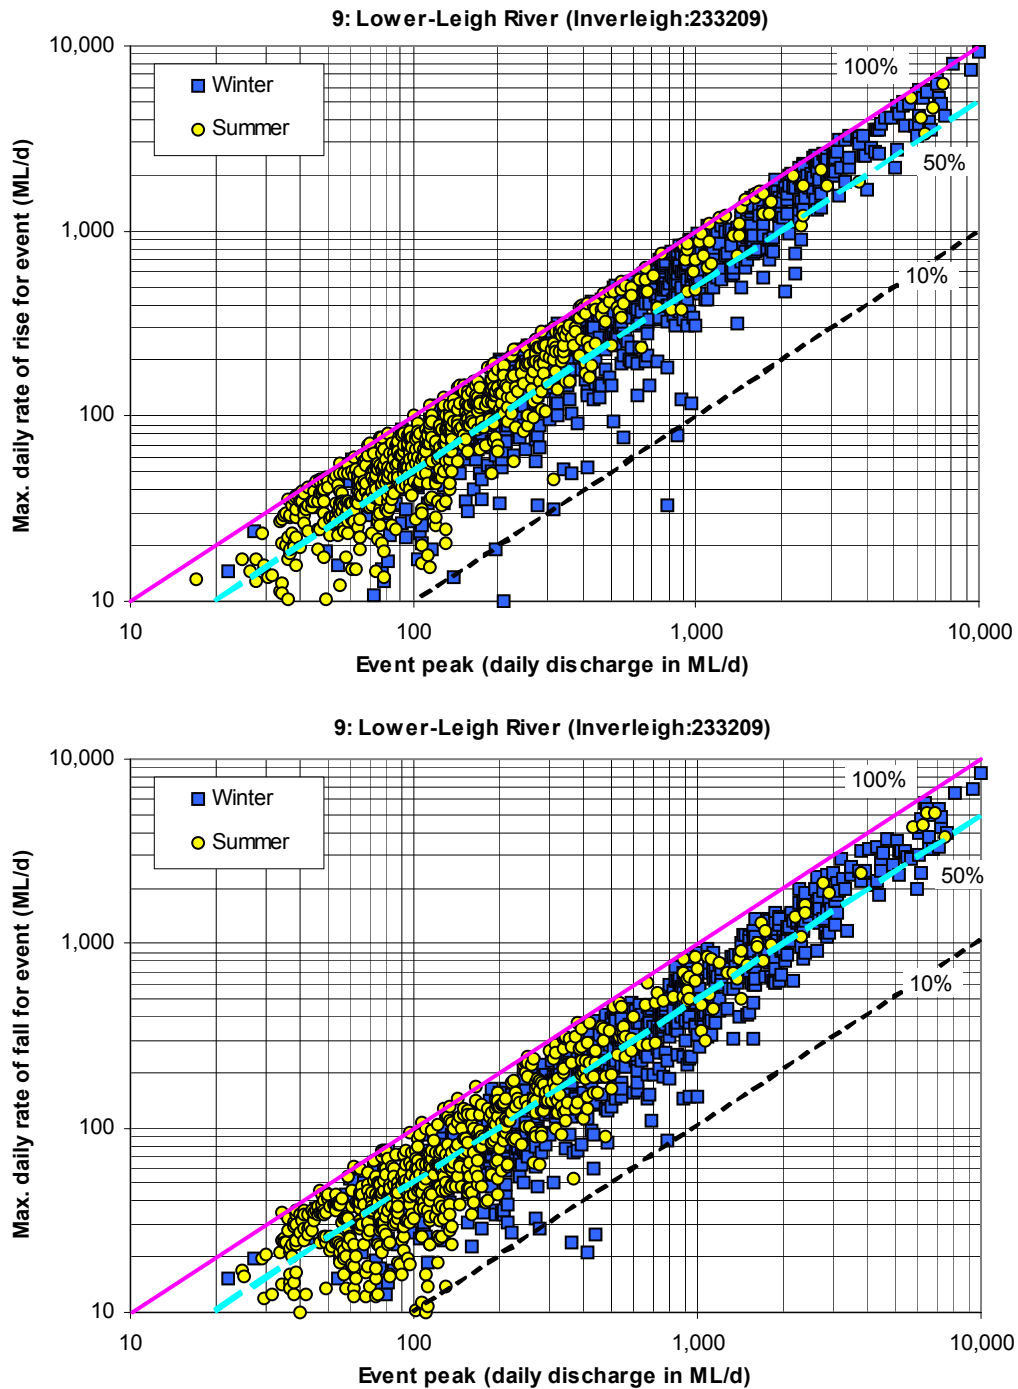 9: Lower-Leigh River (Inverleigh:233209)
10,000
1,000
100
10
Max. daily rate of rise for event (ML/d)
Winter
Summer
100%
50%
10%
10
100
1,000
10,000
Event peak (daily discharge in ML/d)
9: Lower-Leigh River (Inverleigh:233209)
10,000
1,000
100
10
Max. daily rate of fall for event (ML/d)
Winter
Summer
100%
50%
10%
10
100
1,000
10,000
Event peak (daily discharge in ML/d)